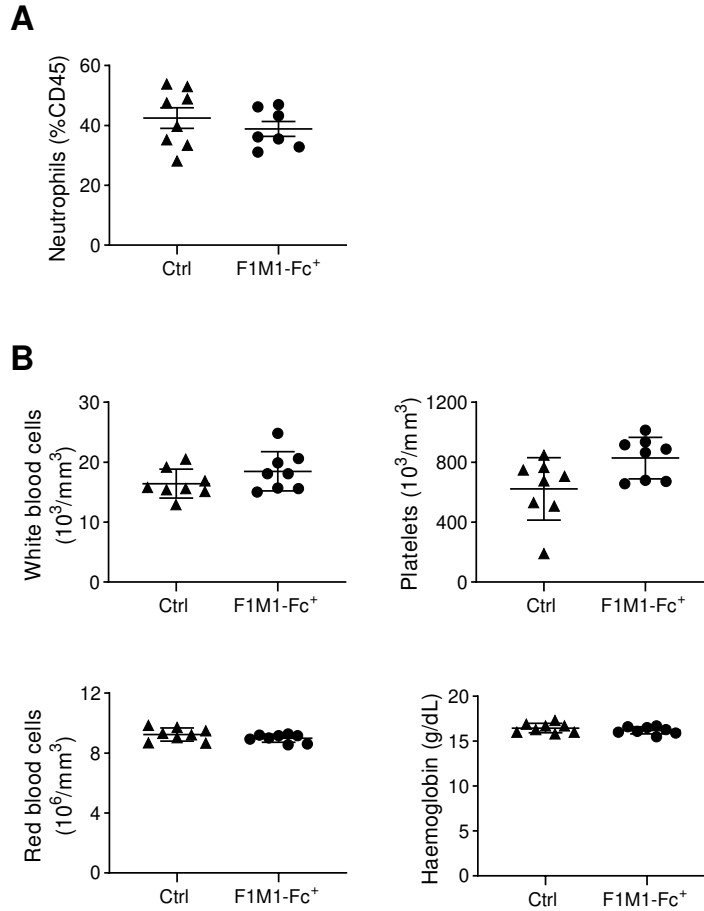 A
Neutrophils (%CD45)
60
40
20
0
Ctrl
F1M1-Fc⁺
B
White blood cells
(10³/mm³)
30
20
10
0
Ctrl
F1M1-Fc⁺
Platelets (10³/mm³)
1200
800
400
0
Ctrl
F1M1-Fc⁺
Red blood cells
(10⁶/mm³)
12
8
4
0
Ctrl
F1M1-Fc⁺
Haemoglobin (g/dL)
20
15
10
5
0
Ctrl
F1M1-Fc⁺